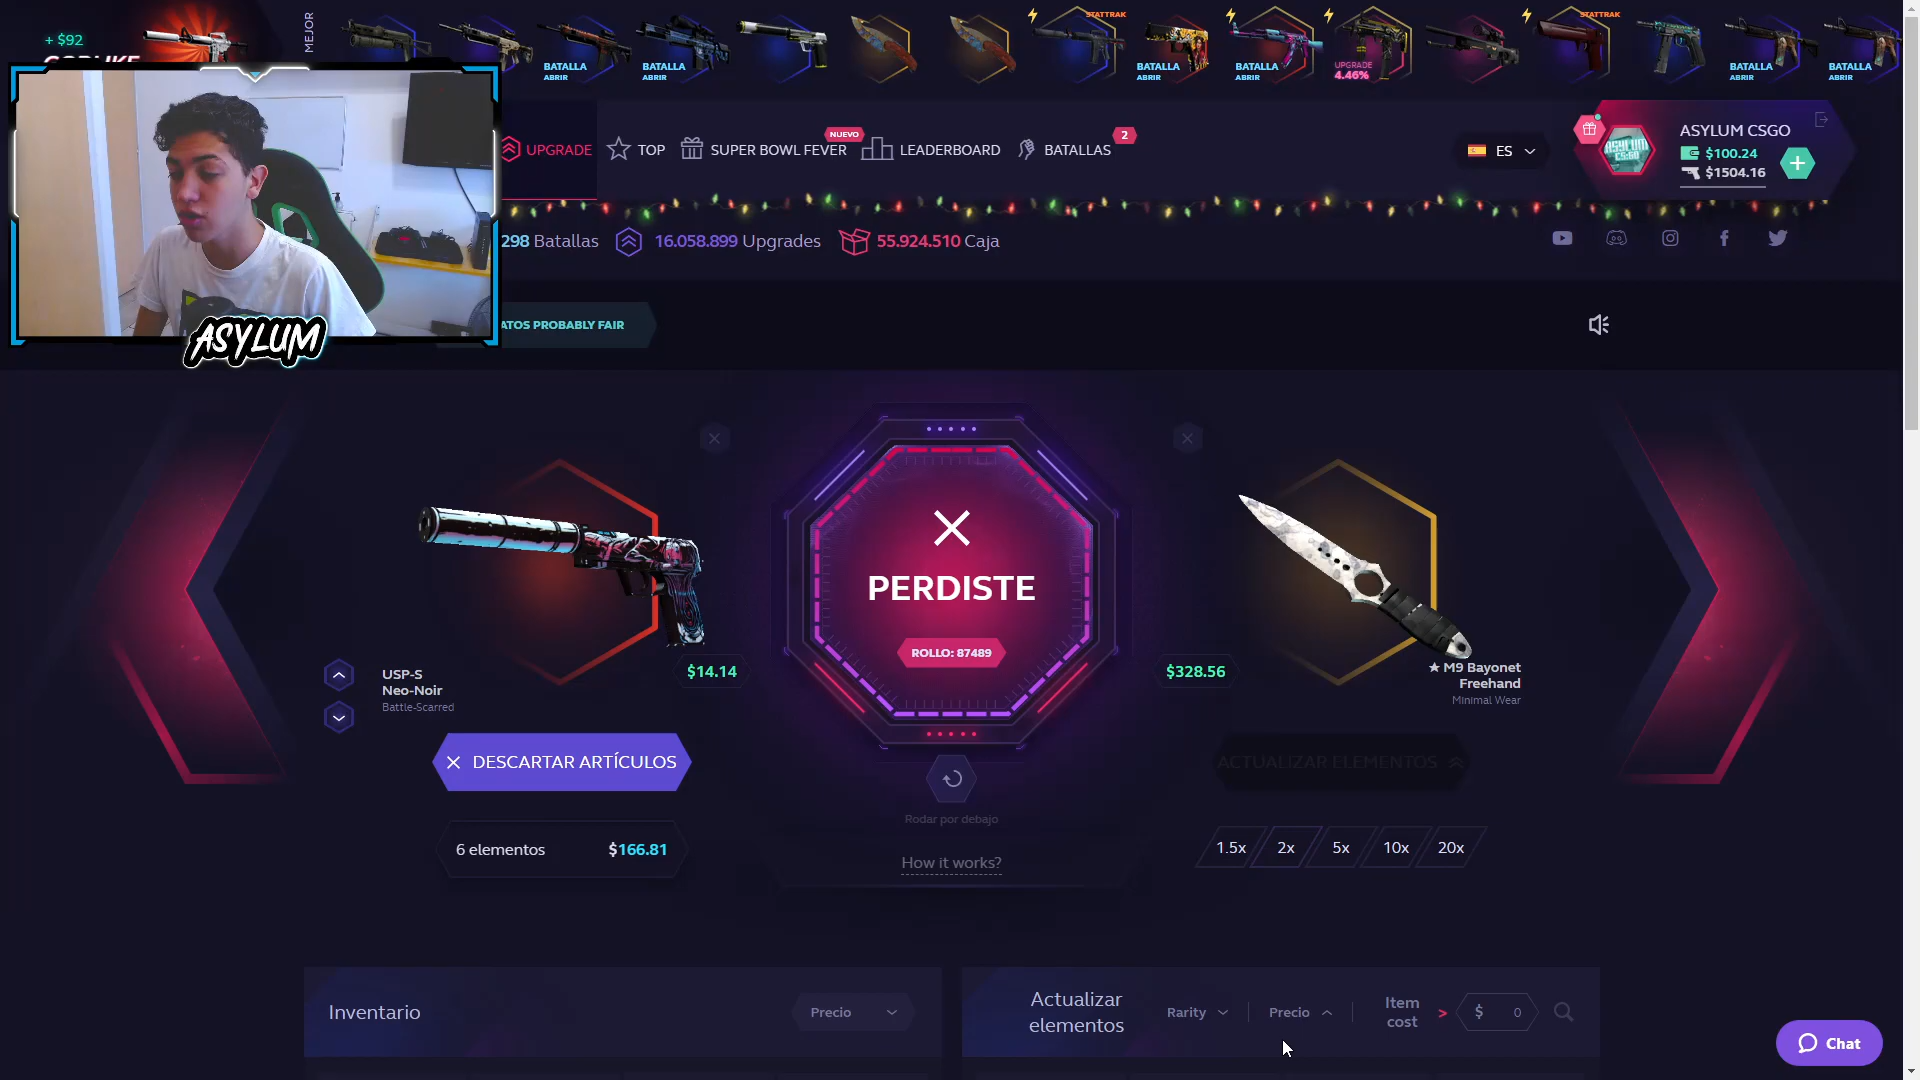 + $92
GODLIKE
MEJOR
BATALLA
ABRIR
BATALLA
ABRIR
STATTRAK
BATALLA
ABRIR
BATALLA
ABRIR
UPGRADE
4.46%
STATTRAK
BATALLA
ABRIR
BATALLA
ABRIR
UPGRADE
TOP
SUPER BOWL FEVER
NUEVO
LEADERBOARD
BATALLAS
2
ES
ASYLUM CSGO
$100.24
$1504.16
ASYLUM
CS:GO
298 Batallas
16.058.899 Upgrades
55.924.510 Caja
ATOS PROBABLY FAIR
ASYLUM
PERDISTE
ROLLO: 87489
$14.14
$328.56
USP-S
Neo-Noir
Battle-Scarred
★ M9 Bayonet
Freehand
Minimal Wear
DESCARTAR ARTÍCULOS
ACTUALIZAR ELEMENTOS
Rodar por debajo
6 elementos $166.81
How it works?
1.5x 2x 5x 10x 20x
Inventario
Precio
Actualizar
elementos
Rarity
Precio
Item
cost
>
$ 0
Chat